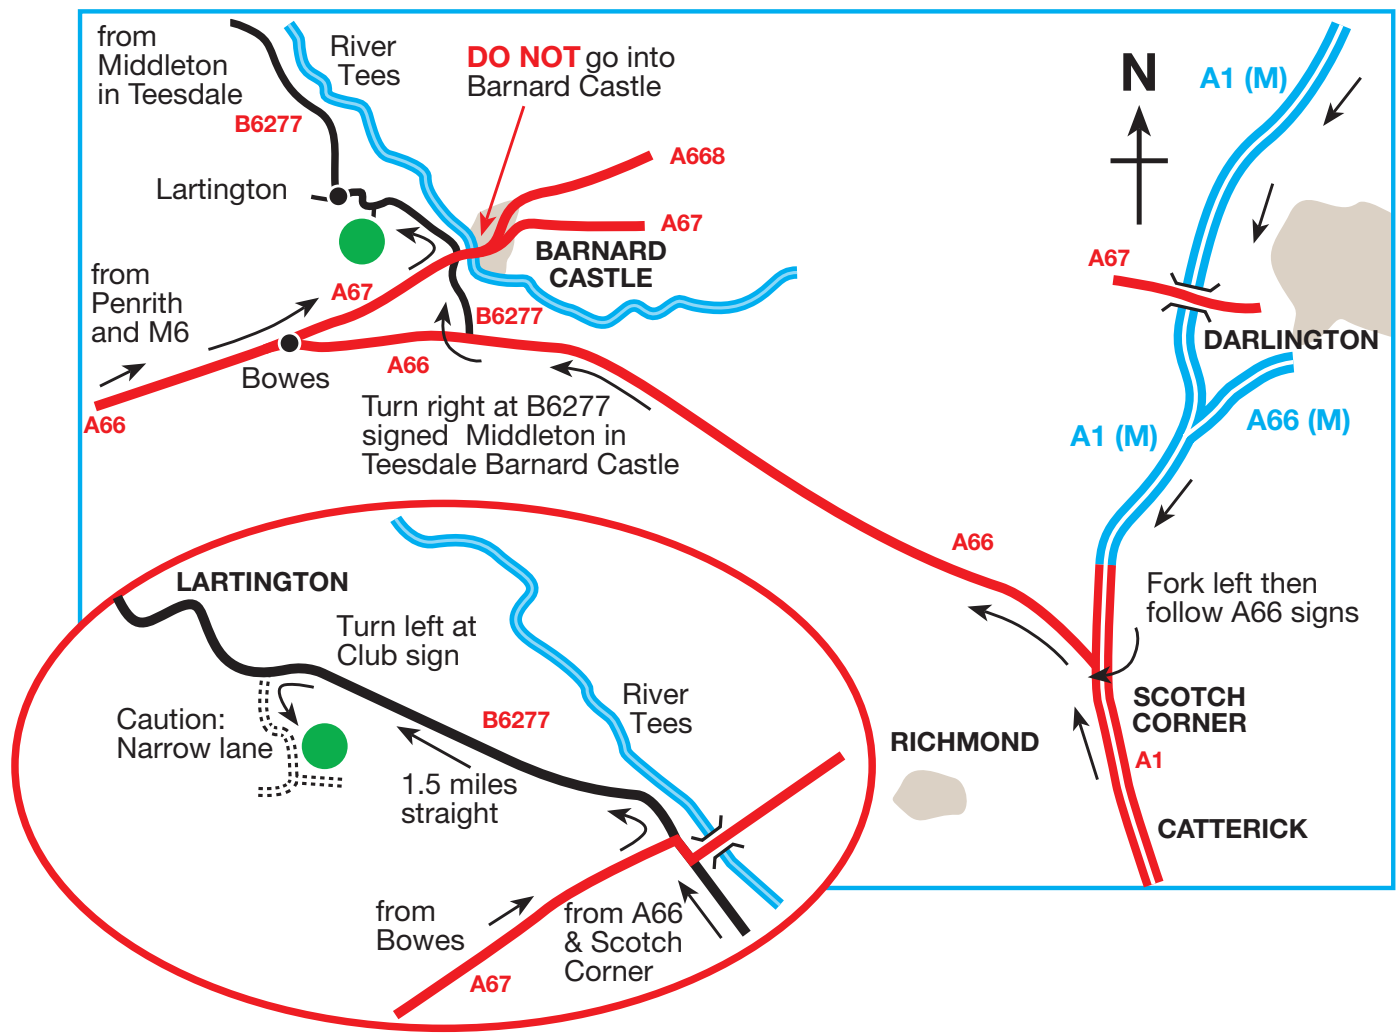 from
Middleton
in Teesdale
River
Tees
DO NOT go into
Barnard Castle
N
A1 (M)
B6277
A668
Lartington
A67
BARNARD
CASTLE
A67
from
Penrith
and M6
A67
B6277
DARLINGTON
A66
Bowes
A66
Turn right at B6277
signed Middleton in
Teesdale Barnard Castle
A1 (M)
A66 (M)
A66
Fork left then
follow A66 signs
SCOTCH
CORNER
RICHMOND
A1
CATTERICK
LARTINGTON
Turn left at
Club sign
River
Tees
B6277
Caution:
Narrow lane
1.5 miles
straight
from
Bowes
from A66
& Scotch
Corner
A67